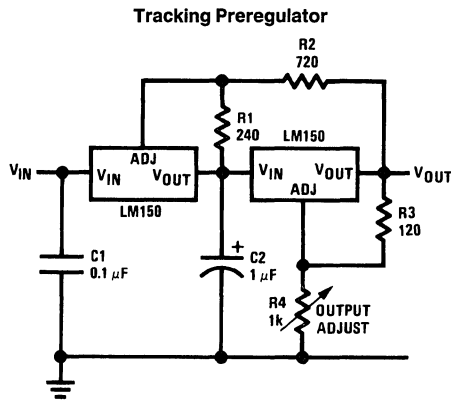 Tracking Preregulator
R2
720
R1
240
LM150
ADJ
VIN
VIN
VOUT
LM150
VIN
VOUT
ADJ
VOUT
R3
120
C1
0.1 μF
+
C2
1 μF
R4
1k
OUTPUT
ADJUST